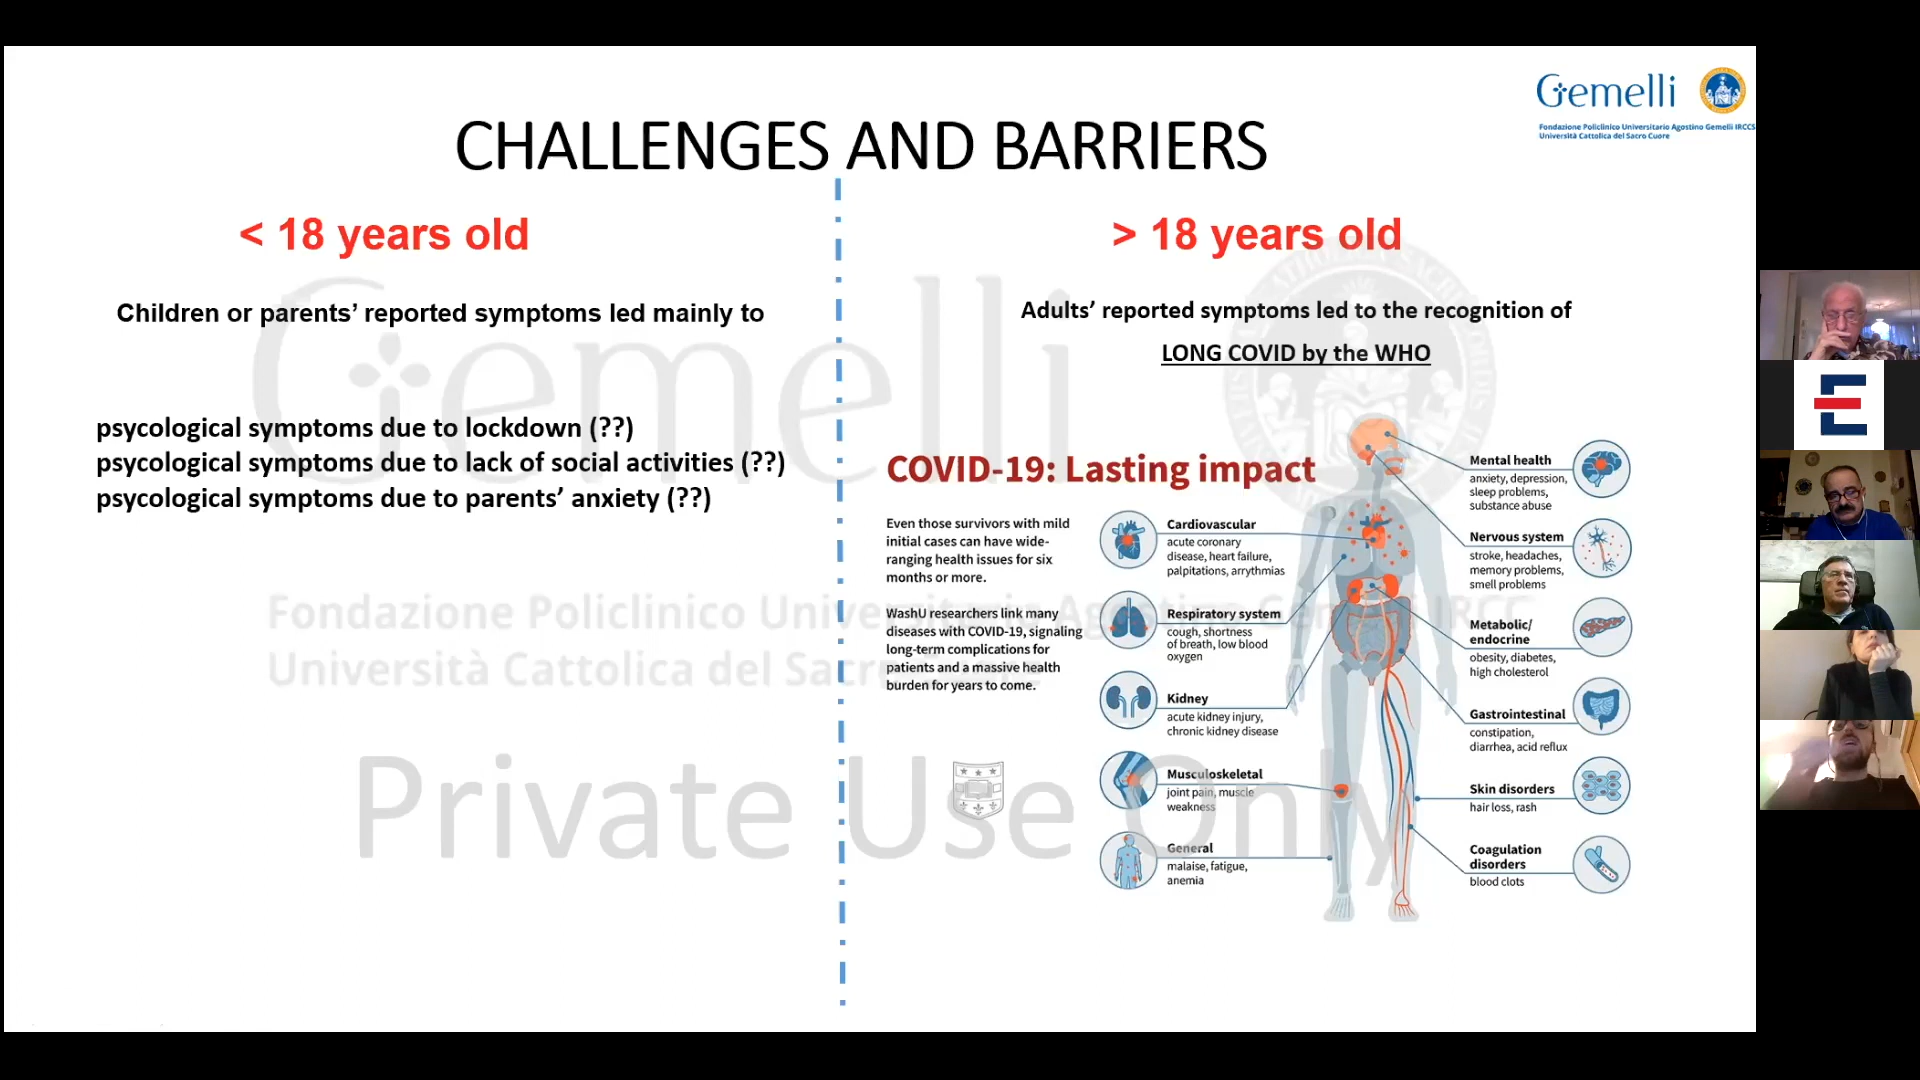 Gemelli
Fondazione Policlinico Universitario Agostino Gemelli IRCCS
Università Cattolica del Sacro Cuore
CHALLENGES AND BARRIERS
< 18 years old
Children or parents’ reported symptoms led mainly to
psycological symptoms due to lockdown (??)
psycological symptoms due to lack of social activities (??)
psycological symptoms due to parents’ anxiety (??)
> 18 years old
Adults’ reported symptoms led to the recognition of
LONG COVID by the WHO
COVID-19: Lasting impact
Even those survivors with mild
initial cases can have wide-
ranging health issues for six
months or more.
WashU researchers link many
diseases with COVID-19, signaling
long-term complications for
patients and a massive health
burden for years to come.
Cardiovascular
acute coronary
disease, heart failure,
palpitations, arrythmias
Respiratory system
cough, shortness
of breath, low blood
oxygen
Kidney
acute kidney injury,
chronic kidney disease
Musculoskeletal
joint pain, muscle
weakness
General
malaise, fatigue,
anemia
Mental health
anxiety, depression,
sleep problems,
substance abuse
Nervous system
stroke, headaches,
memory problems,
smell problems
Metabolic/
endocrine
obesity, diabetes,
high cholesterol
Gastrointestinal
constipation,
diarrhea, acid reflux
Skin disorders
hair loss, rash
Coagulation
disorders
blood clots
Gemelli
Fondazione Policlinico Universitario Agostino Gemelli IRCC
Università Cattolica del Sacro Cuore
Private Use Only
E